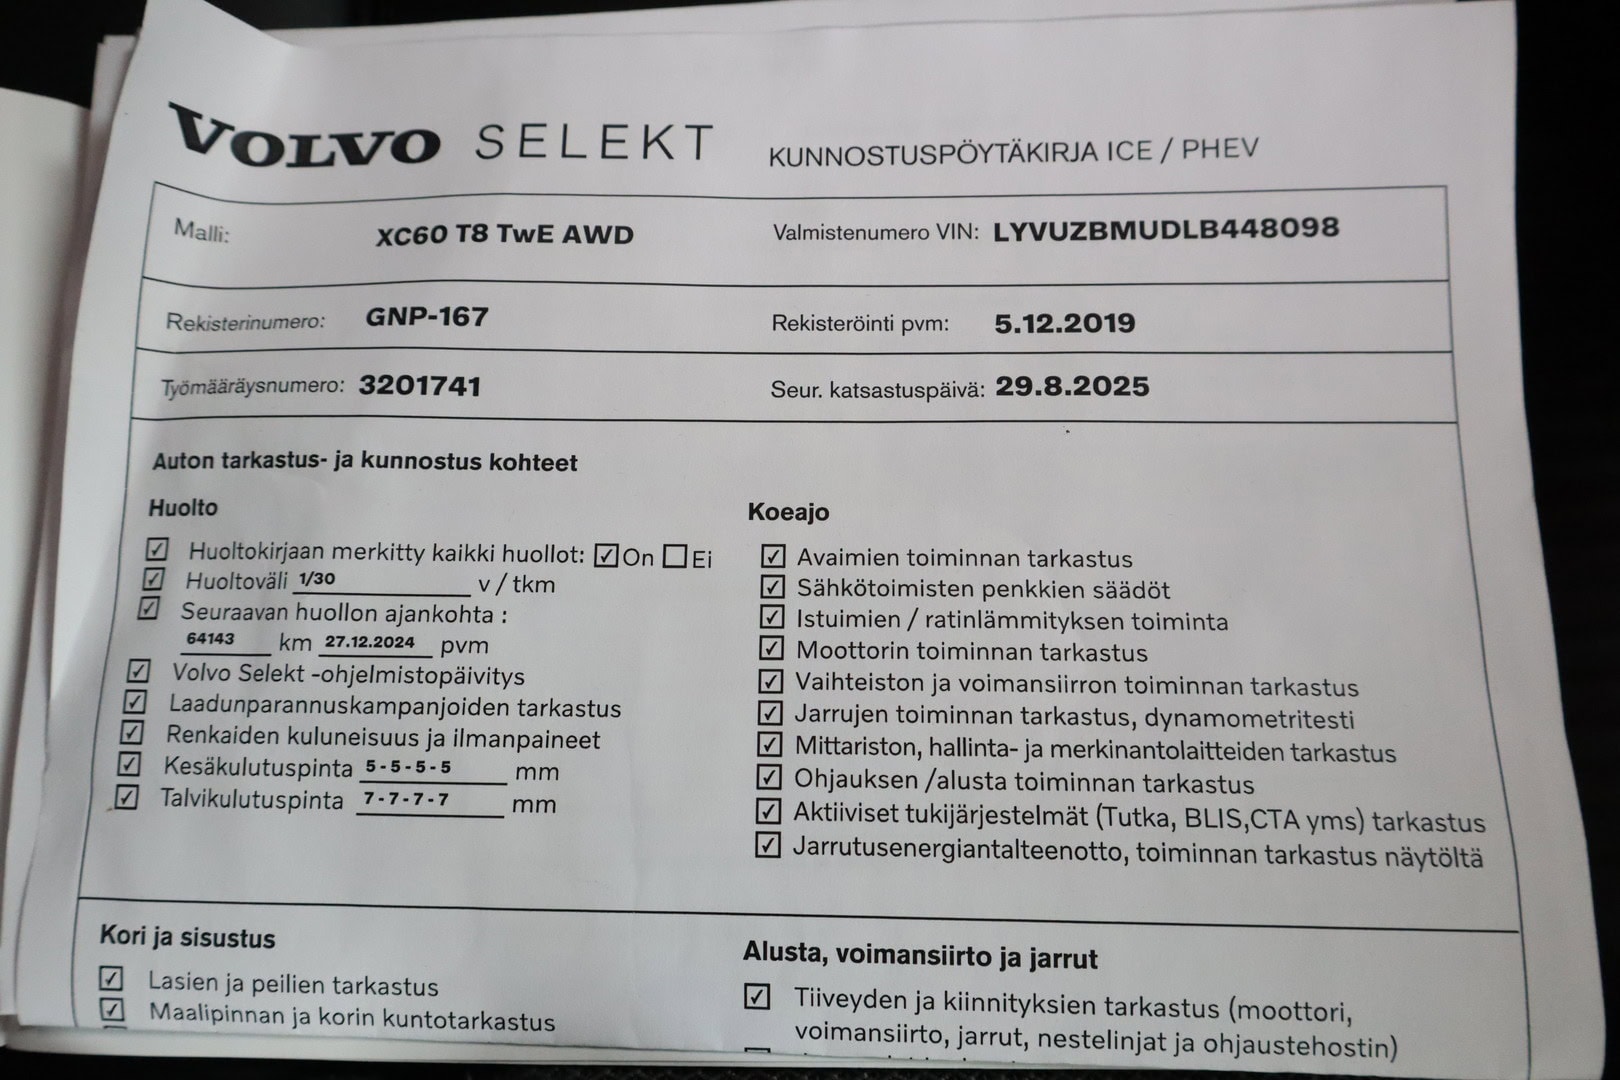 VOLVO SELEKT KUNNOSTUSPÖYTÄKIRJA ICE / PHEV
Malli: XC60 T8 TwE AWD Valmistenumero VIN: LYVUZBMUDLB448098
Rekisterinumero: GNP-167 Rekisteröinti pvm: 5.12.2019
Työmääräysnumero: 3201741 Seur. katsastuspäivä: 29.8.2025
Auton tarkastus- ja kunnostus kohteet
Huolto
☑ Huoltokirjaan merkitty kaikki huollot: ☑ On ☐ Ei
☑ Huoltoväli 1/30 v / tkm
☑ Seuraavan huollon ajankohta :
64143 km 27.12.2024 pvm
☑ Volvo Selekt -ohjelmistopäivitys
☑ Laadunparannuskampanjoiden tarkastus
☑ Renkaiden kuluneisuus ja ilmanpaineet
☑ Kesäkulutuspinta 5-5-5-5 mm
☑ Talvikulutuspinta 7-7-7-7 mm
Koeajo
☑ Avaimien toiminnan tarkastus
☑ Sähkötoimisten penkkien säädöt
☑ Istuimien / ratinlämmityksen toiminta
☑ Moottorin toiminnan tarkastus
☑ Vaihteiston ja voimansiirron toiminnan tarkastus
☑ Jarrujen toiminnan tarkastus, dynamometritesti
☑ Mittariston, hallinta- ja merkinantolaitteiden tarkastus
☑ Ohjauksen /alusta toiminnan tarkastus
☑ Aktiiviset tukijärjestelmät (Tutka, BLIS,CTA yms) tarkastus
☑ Jarrutusenergiantalteenotto, toiminnan tarkastus näytöltä
Kori ja sisustus
☑ Lasien ja peilien tarkastus
☑ Maalipinnan ja korin kuntotarkastus
Alusta, voimansiirto ja jarrut
☑ Tiiveyden ja kiinnityksien tarkastus (moottori,
voimansiirto, jarrut, nestelinjat ja ohjaustehostin)